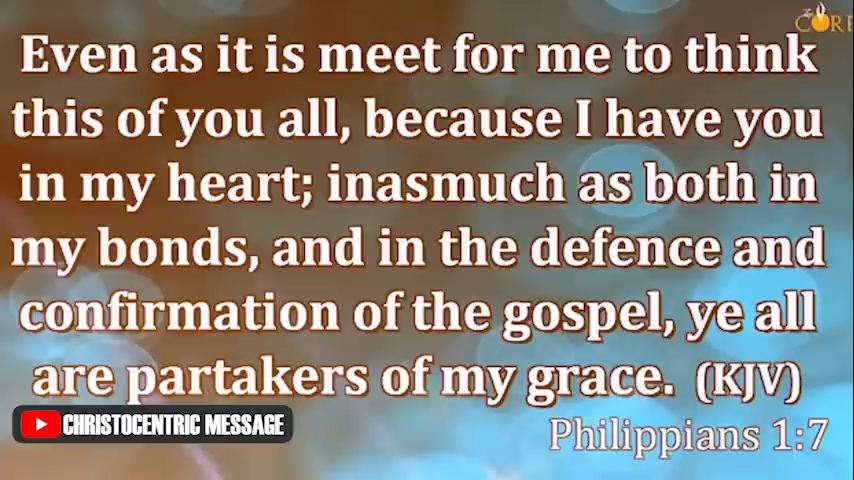 The CORE
Even as it is meet for me to think
this of you all, because I have you
in my heart; inasmuch as both in
my bonds, and in the defence and
confirmation of the gospel, ye all
are partakers of my grace. (KJV)
CHRISTOCENTRIC MESSAGE
Philippians 1:7